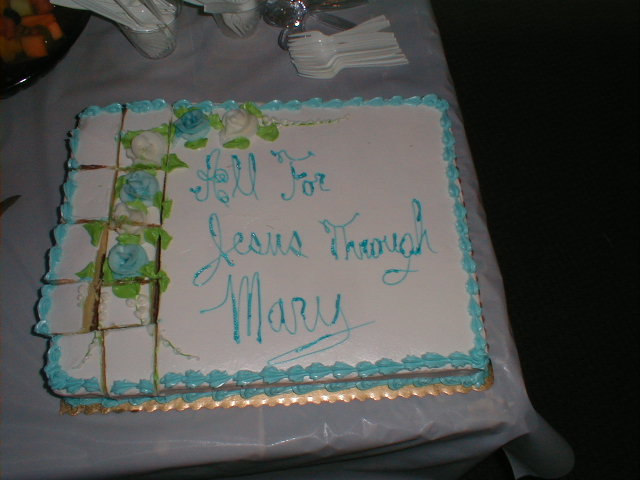 All For
Jesus Through
Mary